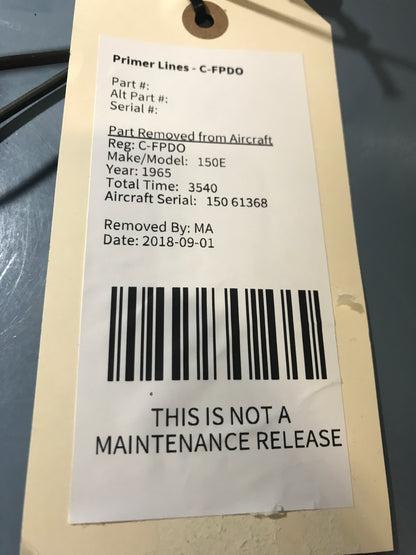 Primer Lines - C-FPDO
Part #:
Alt Part #:
Serial #:
Part Removed from Aircraft
Reg: C-FPDO
Make/Model: 150E
Year: 1965
Total Time: 3540
Aircraft Serial: 150 61368
Removed By: MA
Date: 2018-09-01
THIS IS NOT A
MAINTENANCE RELEASE